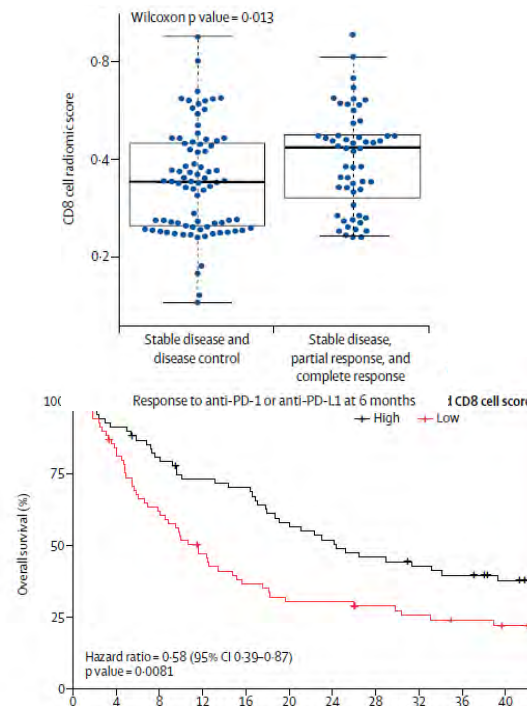 Wilcoxon p value = 0·013
0·8
0·4
0·2
CD8 cell radiomic score
Stable disease and
disease control
Stable disease,
partial response, and
complete response
Response to anti-PD-1 or anti-PD-L1 at 6 months
CD8 cell score
High
Low
75
50
25
0
Overall survival (%)
Hazard ratio = 0·58 (95% CI 0·39–0·87)
p value = 0·0081
0
4
8
12
16
20
24
28
32
36
40